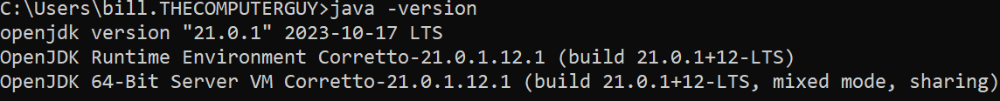 C:\Users\bill.THECOMPUTERGUY>java -version
openjdk version "21.0.1" 2023-10-17 LTS
OpenJDK Runtime Environment Corretto-21.0.1.12.1 (build 21.0.1+12-LTS)
OpenJDK 64-Bit Server VM Corretto-21.0.1.12.1 (build 21.0.1+12-LTS, mixed mode, sharing)